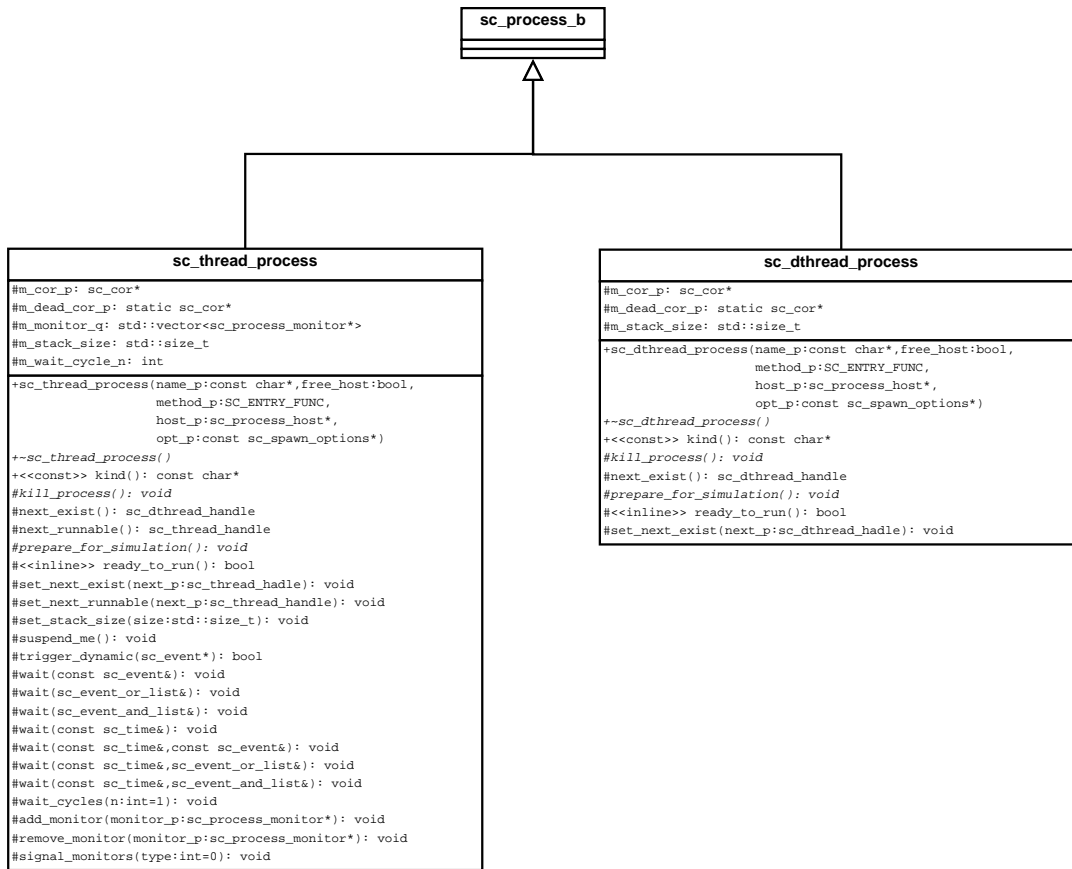 sc_process_b
sc_thread_process
#m_cor_p: sc_cor*
#m_dead_cor_p: static sc_cor*
#m_monitor_q: std::vector<sc_process_monitor*>
#m_stack_size: std::size_t
#m_wait_cycle_n: int
+sc_thread_process(name_p:const char*,free_host:bool,
method_p:SC_ENTRY_FUNC,
host_p:sc_process_host*,
opt_p:const sc_spawn_options*)
+~sc_thread_process()
+<<const>> kind(): const char*
#kill_process(): void
#next_exist(): sc_dthread_handle
#next_runnable(): sc_thread_handle
#prepare_for_simulation(): void
#<<inline>> ready_to_run(): bool
#set_next_exist(next_p:sc_thread_hadle): void
#set_next_runnable(next_p:sc_thread_handle): void
#set_stack_size(size:std::size_t): void
#suspend_me(): void
#trigger_dynamic(sc_event*): bool
#wait(const sc_event&): void
#wait(sc_event_or_list&): void
#wait(sc_event_and_list&): void
#wait(const sc_time&): void
#wait(const sc_time&,const sc_event&): void
#wait(const sc_time&,sc_event_or_list&): void
#wait(const sc_time&,sc_event_and_list&): void
#wait_cycles(n:int=1): void
#add_monitor(monitor_p:sc_process_monitor*): void
#remove_monitor(monitor_p:sc_process_monitor*): void
#signal_monitors(type:int=0): void
sc_dthread_process
#m_cor_p: sc_cor*
#m_dead_cor_p: static sc_cor*
#m_stack_size: std::size_t
+sc_dthread_process(name_p:const char*,free_host:bool,
method_p:SC_ENTRY_FUNC,
host_p:sc_process_host*,
opt_p:const sc_spawn_options*)
+~sc_dthread_process()
+<<const>> kind(): const char*
#kill_process(): void
#next_exist(): sc_dthread_handle
#prepare_for_simulation(): void
#<<inline>> ready_to_run(): bool
#set_next_exist(next_p:sc_dthread_hadle): void